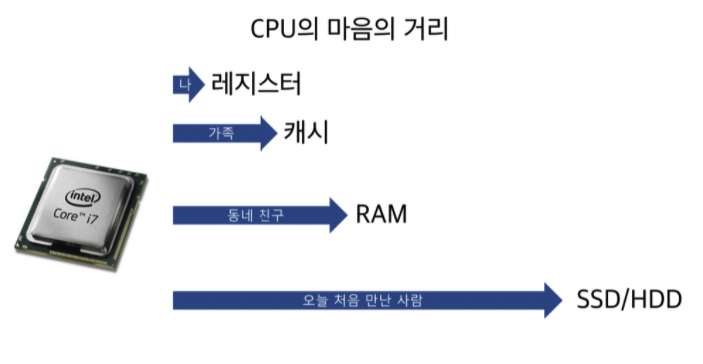 CPU의 마음의 거리
나 레지스터
가족 캐시
intel
Core™ i7
동네 친구 RAM
오늘 처음 만난 사람 SSD/HDD